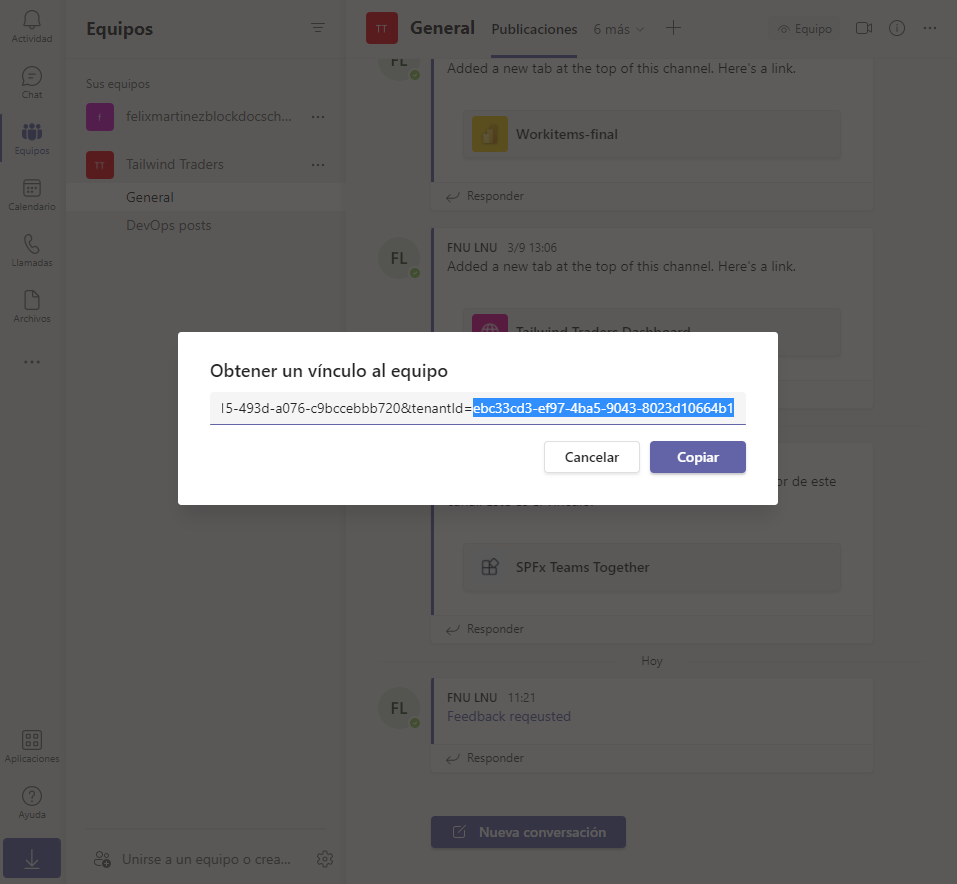 Actividad
Chat
Equipos
Calendario
Llamadas
Archivos
Aplicaciones
Ayuda
Equipos
Sus equipos
f
felixmartinezblockdocsch...
TT
Tailwind Traders
General
DevOps posts
Unirse a un equipo o crea...
TT
General
Publicaciones
6 más
Equipo
FL
Added a new tab at the top of this channel. Here's a link.
Workitems-final
Responder
FL
FNU LNU 3/9 13:06
Added a new tab at the top of this channel. Here's a link.
Tailwind Traders Dashboard
Obtener un vínculo al equipo
l5-493d-a076-c9bccebbb720&tenantId=ebc33cd3-ef97-4ba5-9043-8023d10664b1
Cancelar
Copiar
or de este
SPFx Teams Together
Responder
Hoy
FL
FNU LNU 11:21
Feedback reqeusted
Responder
Nueva conversación